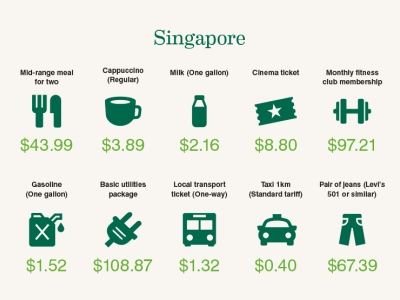 Singapore
Mid-range meal
for two
Cappuccino
(Regular)
Milk (One gallon)
Cinema ticket
Monthly fitness
club membership
$43.99
$3.89
$2.16
$8.80
$97.21
Gasoline
(One gallon)
Basic utilities
package
Local transport
ticket (One-way)
Taxi 1km
(Standard tariff)
Pair of jeans (Levi's
501 or similar)
$1.52
$108.87
$1.32
$0.40
$67.39